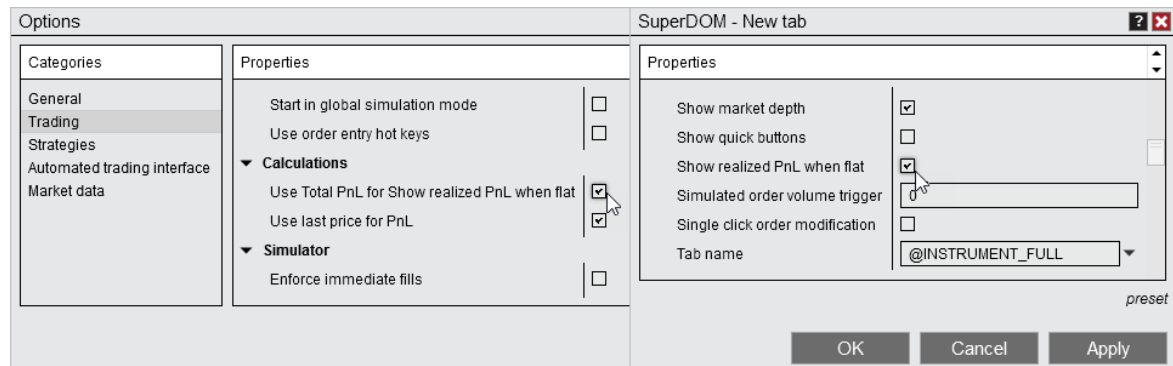 Options
Categories
General
Trading
Strategies
Automated trading interface
Market data
Properties
Start in global simulation mode
Use order entry hot keys
Calculations
Use Total PnL for Show realized PnL when flat
Use last price for PnL
Simulator
Enforce immediate fills
SuperDOM - New tab
?
Properties
Show market depth
Show quick buttons
Show realized PnL when flat
Simulated order volume trigger 0
Single click order modification
Tab name @INSTRUMENT_FULL
preset
OK Cancel Apply